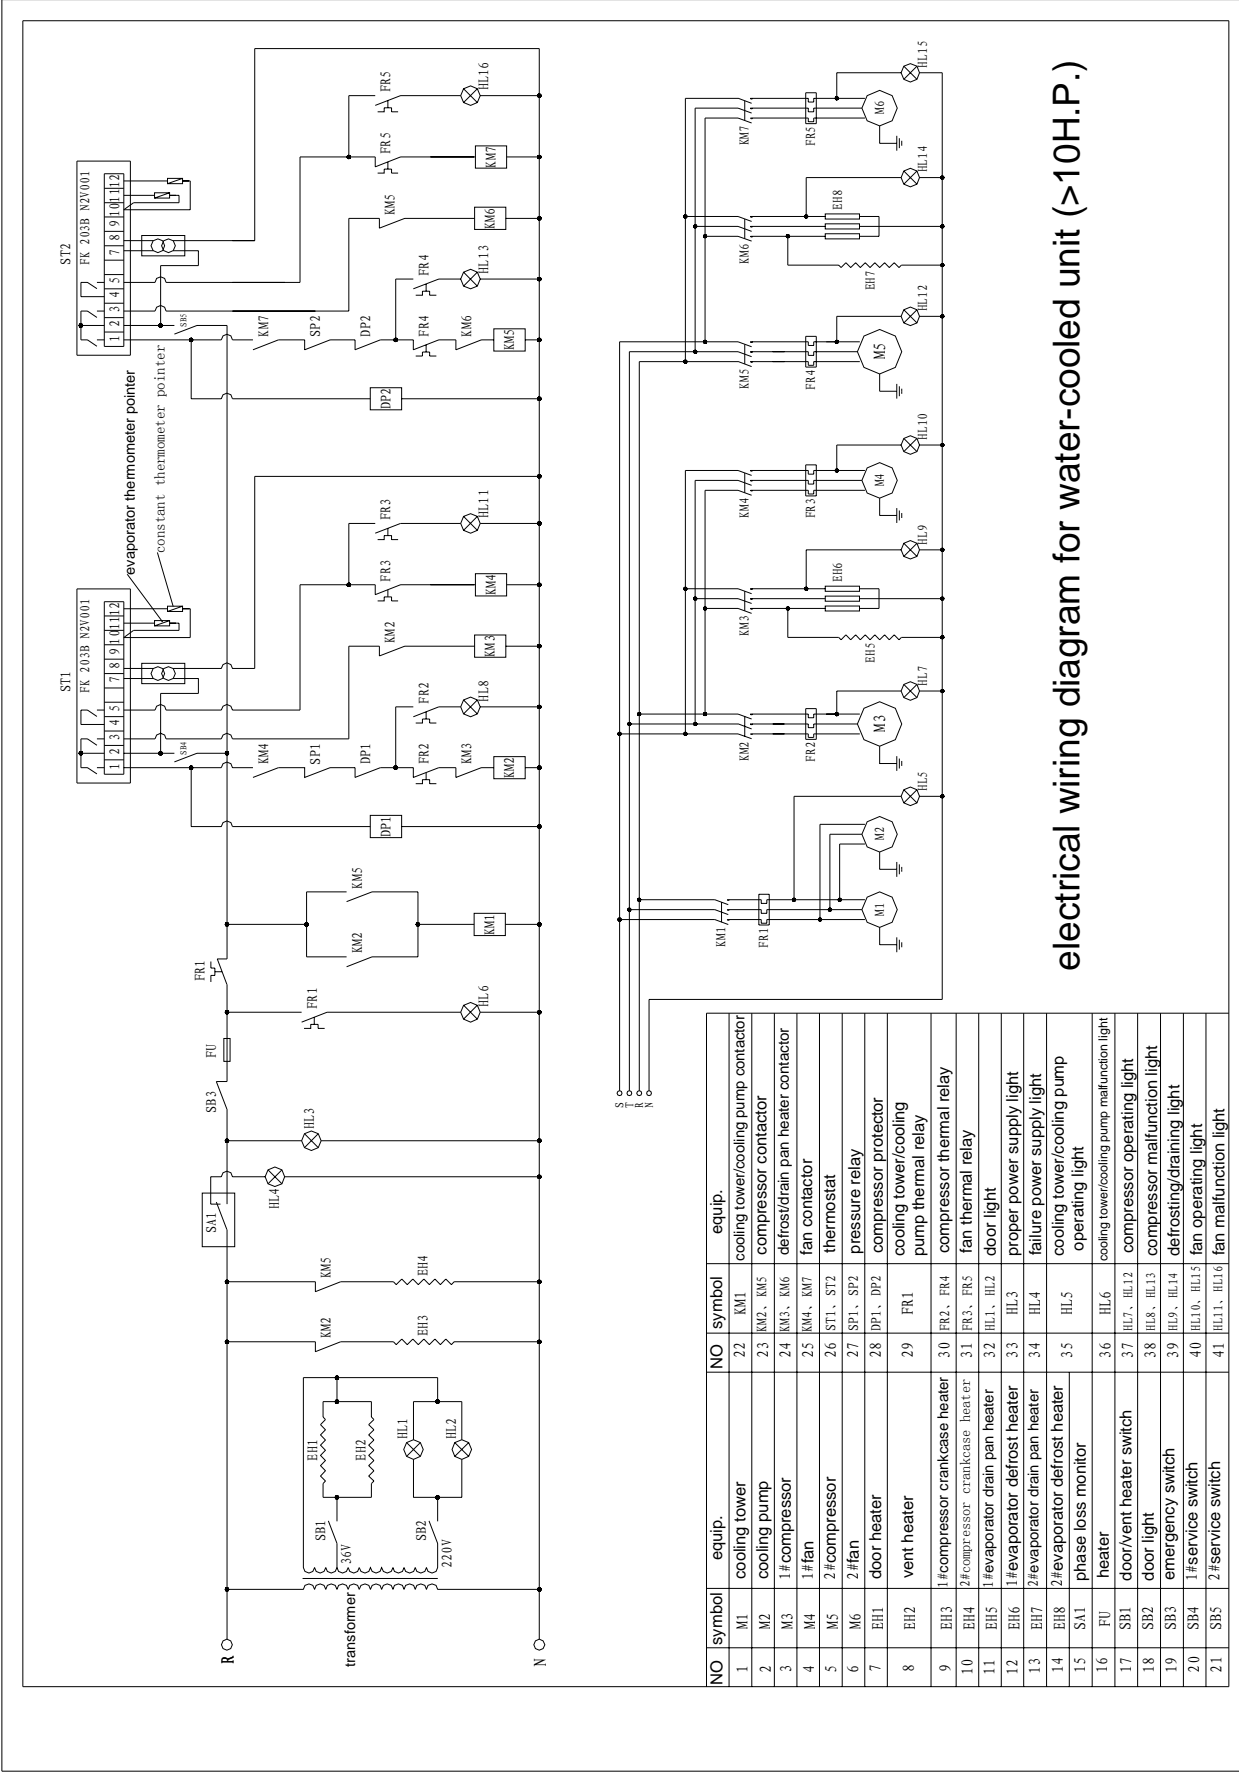 ST1
FK 203B N2V001
1 2 3 4 5 7 8 9 10 11 12
evaporator thermometer pointer
constant thermometer pointer
ST2
FK 203B N2V001
1 2 3 4 5 7 8 9 10 11 12
SB4
SB5
R
FR1
FU
SB3
SA1
HL4
HL3
FR1
HL6
KM2
KM5
KM1
DP1
KM4
SP1
DP1
FR2
FR2
KM3
KM2
HL8
KM2
KM3
FR3
FR3
KM4
HL11
DP2
KM7
SP2
DP2
FR4
FR4
KM6
KM5
HL13
KM5
KM6
FR5
FR5
KM7
HL16
transformer
36V
220V
SB1
SB2
EH1
EH2
HL1
HL2
KM2
EH3
KM5
EH4
N
S
T
R
N
KM1
FR1
M1
M2
HL5
KM2
FR2
M3
HL7
KM3
EH5
EH6
HL9
KM4
FR3
M4
HL10
KM5
FR4
M5
HL12
KM6
EH7
EH8
HL14
KM7
FR5
M6
HL15
electrical wiring diagram for water-cooled unit (>10H.P.)
NO symbol equip. NO symbol equip.
1 M1 cooling tower 22 KM1 cooling tower/cooling pump contactor
2 M2 cooling pump 23 KM2、KM5 compressor contactor
3 M3 1#compressor 24 KM3、KM6 defrost/drain pan heater contactor
4 M4 1#fan 25 KM4、KM7 fan contactor
5 M5 2#compressor 26 ST1、ST2 thermostat
6 M6 2#fan 27 SP1、SP2 pressure relay
7 EH1 door heater 28 DP1、DP2 compressor protector
8 EH2 vent heater 29 FR1 cooling tower/cooling
pump thermal relay
9 EH3 1#compressor crankcase heater 30 FR2、FR4 compressor thermal relay
10 EH4 2#compressor crankcase heater 31 FR3、FR5 fan thermal relay
11 EH5 1#evaporator drain pan heater 32 HL1、HL2 door light
12 EH6 1#evaporator defrost heater 33 HL3 proper power supply light
13 EH7 2#evaporator drain pan heater 34 HL4 failure power supply light
14 EH8 2#evaporator defrost heater 35 HL5 cooling tower/cooling pump
15 SA1 phase loss monitor operating light
16 FU heater 36 HL6 cooling tower/cooling pump malfunction light
17 SB1 door/vent heater switch 37 HL7、HL12 compressor operating light
18 SB2 door light 38 HL8、HL13 compressor malfunction light
19 SB3 emergency switch 39 HL9、HL14 defrosting/draining light
20 SB4 1#service switch 40 HL10、HL15 fan operating light
21 SB5 2#service switch 41 HL11、HL16 fan malfunction light